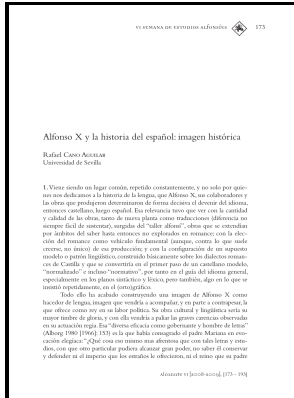 VI SEMANA DE ESTUDIOS ALFONSÍES 173
Alfonso X y la historia del español: imagen histórica
Rafael CANO AGUILAR
Universidad de Sevilla
1. Viene siendo un lugar común, repetido constantemente, y no solo por quie-
nes nos dedicamos a la historia de la lengua, que Alfonso X, sus colaboradores y
las obras que produjeron determinaron de forma decisiva el devenir del idioma,
entonces castellano, luego español. Esa relevancia tuvo que ver con la cantidad
y calidad de las obras, tanto de nueva planta como traducciones (diferencia no
siempre fácil de sustentar), surgidas del “taller alfonsí”, obras que se extendían
por ámbitos del saber hasta entonces no explorados en romance; con la elec-
ción del romance como vehículo fundamental (aunque, contra lo que suele
creerse, no único) de esa producción; y con la configuración de un supuesto
modelo o patrón lingüístico, construido básicamente sobre los dialectos roman-
ces de Castilla y que se convertiría en el primer paso de un castellano modelo,
“normalizado” e incluso “normativo”, por tanto en el guía del idioma general,
especialmente en los planos sintáctico y léxico, pero también, algo en lo que se
insistió repetidamente, en el (orto)gráfico.
Todo ello ha acabado construyendo una imagen de Alfonso X como
hacedor de lengua, imagen que vendría a acompañar, y en parte a contrapesar, la
que ofrece como rey en su labor política. Su obra cultural y lingüística sería su
mayor timbre de gloria, y con ella vendría a paliar las graves carencias observadas
en su actuación regia. Esa “diversa eficacia como gobernante y hombre de letras”
(Alborg 1980 [1966]: 153) es la que había consagrado el padre Mariana en evo-
cación elegíaca: “¿Qué cosa es mismo mas afrentosa que con tales letras y estu-
dios, con que otro particular pudiera alcanzar gran poder, no saber él conservar
y defender ni el imperio que los estraños le ofrecieron, ni el reino que su padre
ALCANATE VI [2008-2009], [173 - 193]